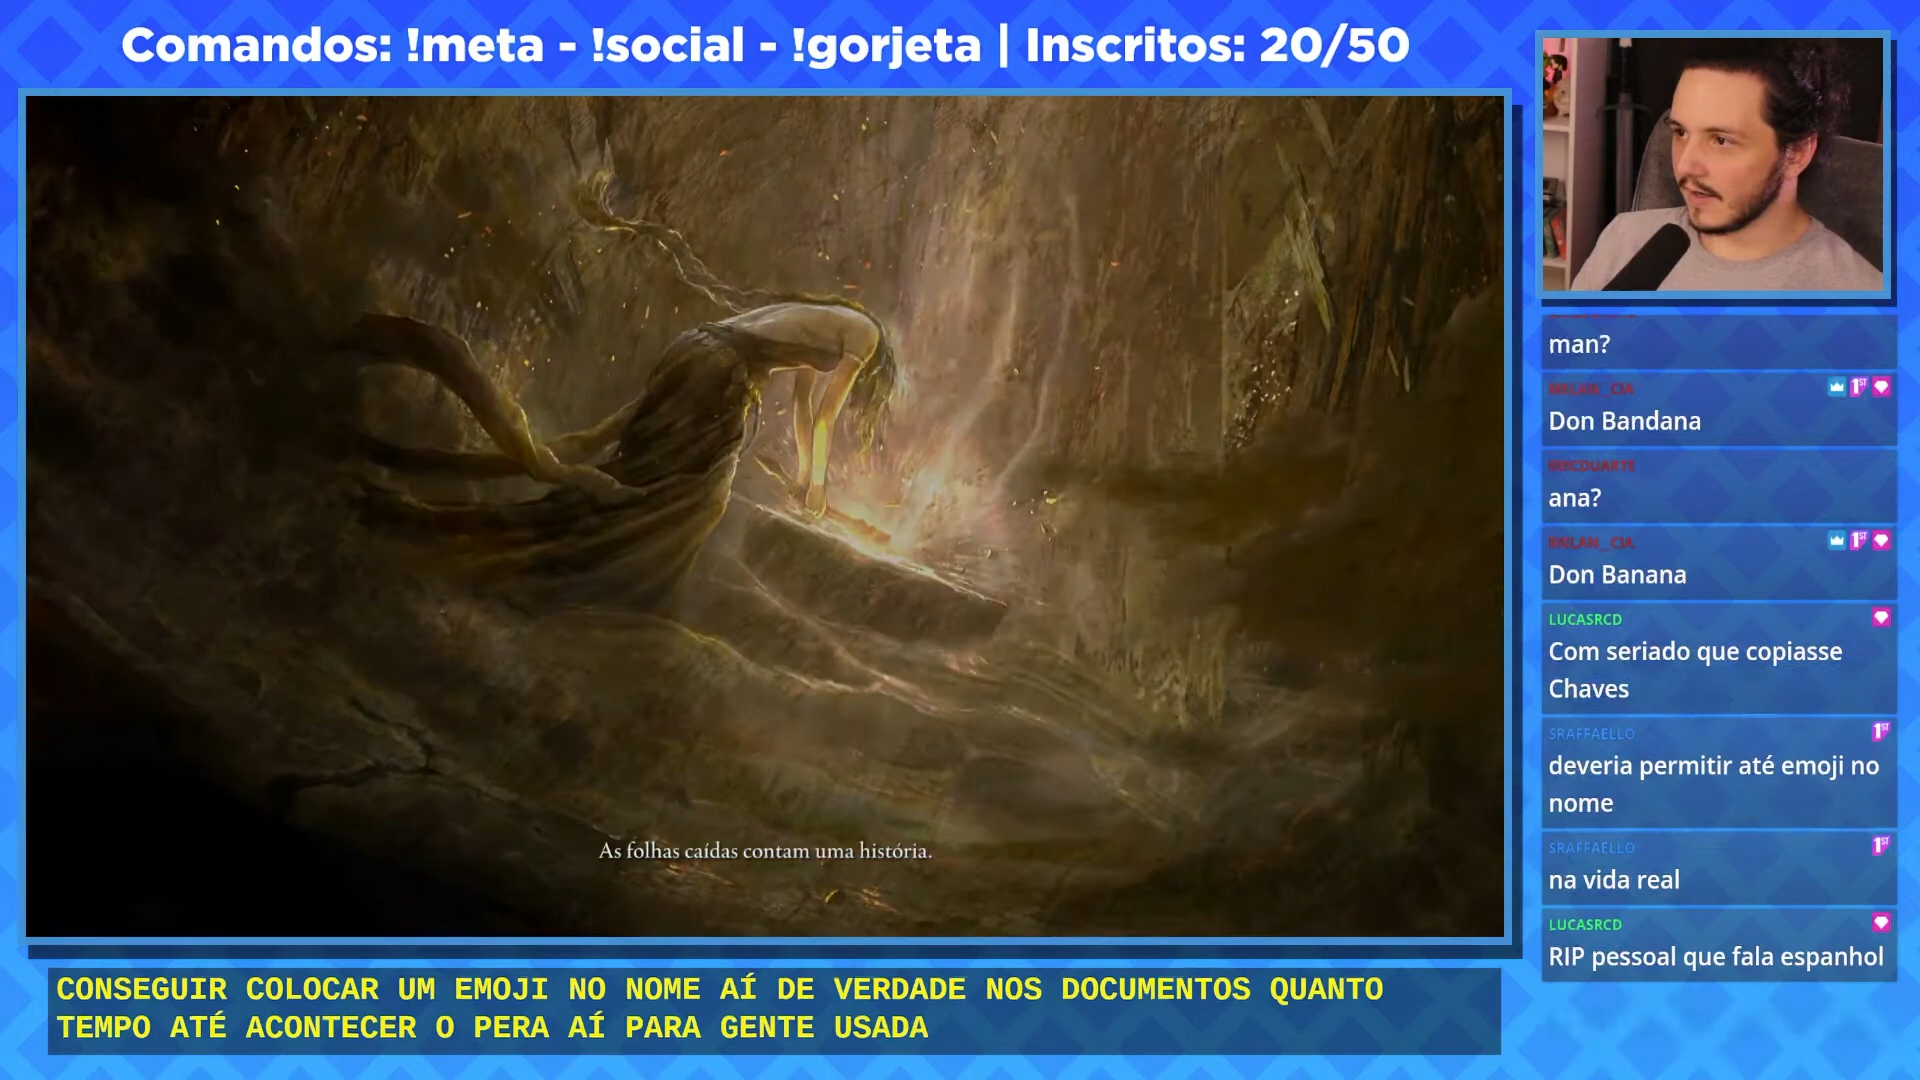 Comandos: !meta - !social - !gorjeta | Inscritos: 20/50
As folhas caídas contam uma história.
man?
Don Bandana
ana?
Don Banana
LUCASRCD
Com seriado que copiasse
Chaves
SRAFFAELLO
deveria permitir até emoji no
nome
SRAFFAELLO
na vida real
LUCASRCD
RIP pessoal que fala espanhol
CONSEGUIR COLOCAR UM EMOJI NO NOME AÍ DE VERDADE NOS DOCUMENTOS QUANTO
TEMPO ATÉ ACONTECER O PERA AÍ PARA GENTE USADA